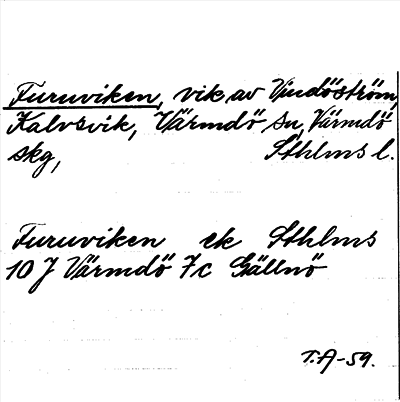 Furuviken, vik av Vindöström,
Kalvsvik, Värmdö sn, Värmdö
skg, Sthlms l.
Furuviken ek Sthlms
10 J Värmdö 7c Gällnö
T.A-59.